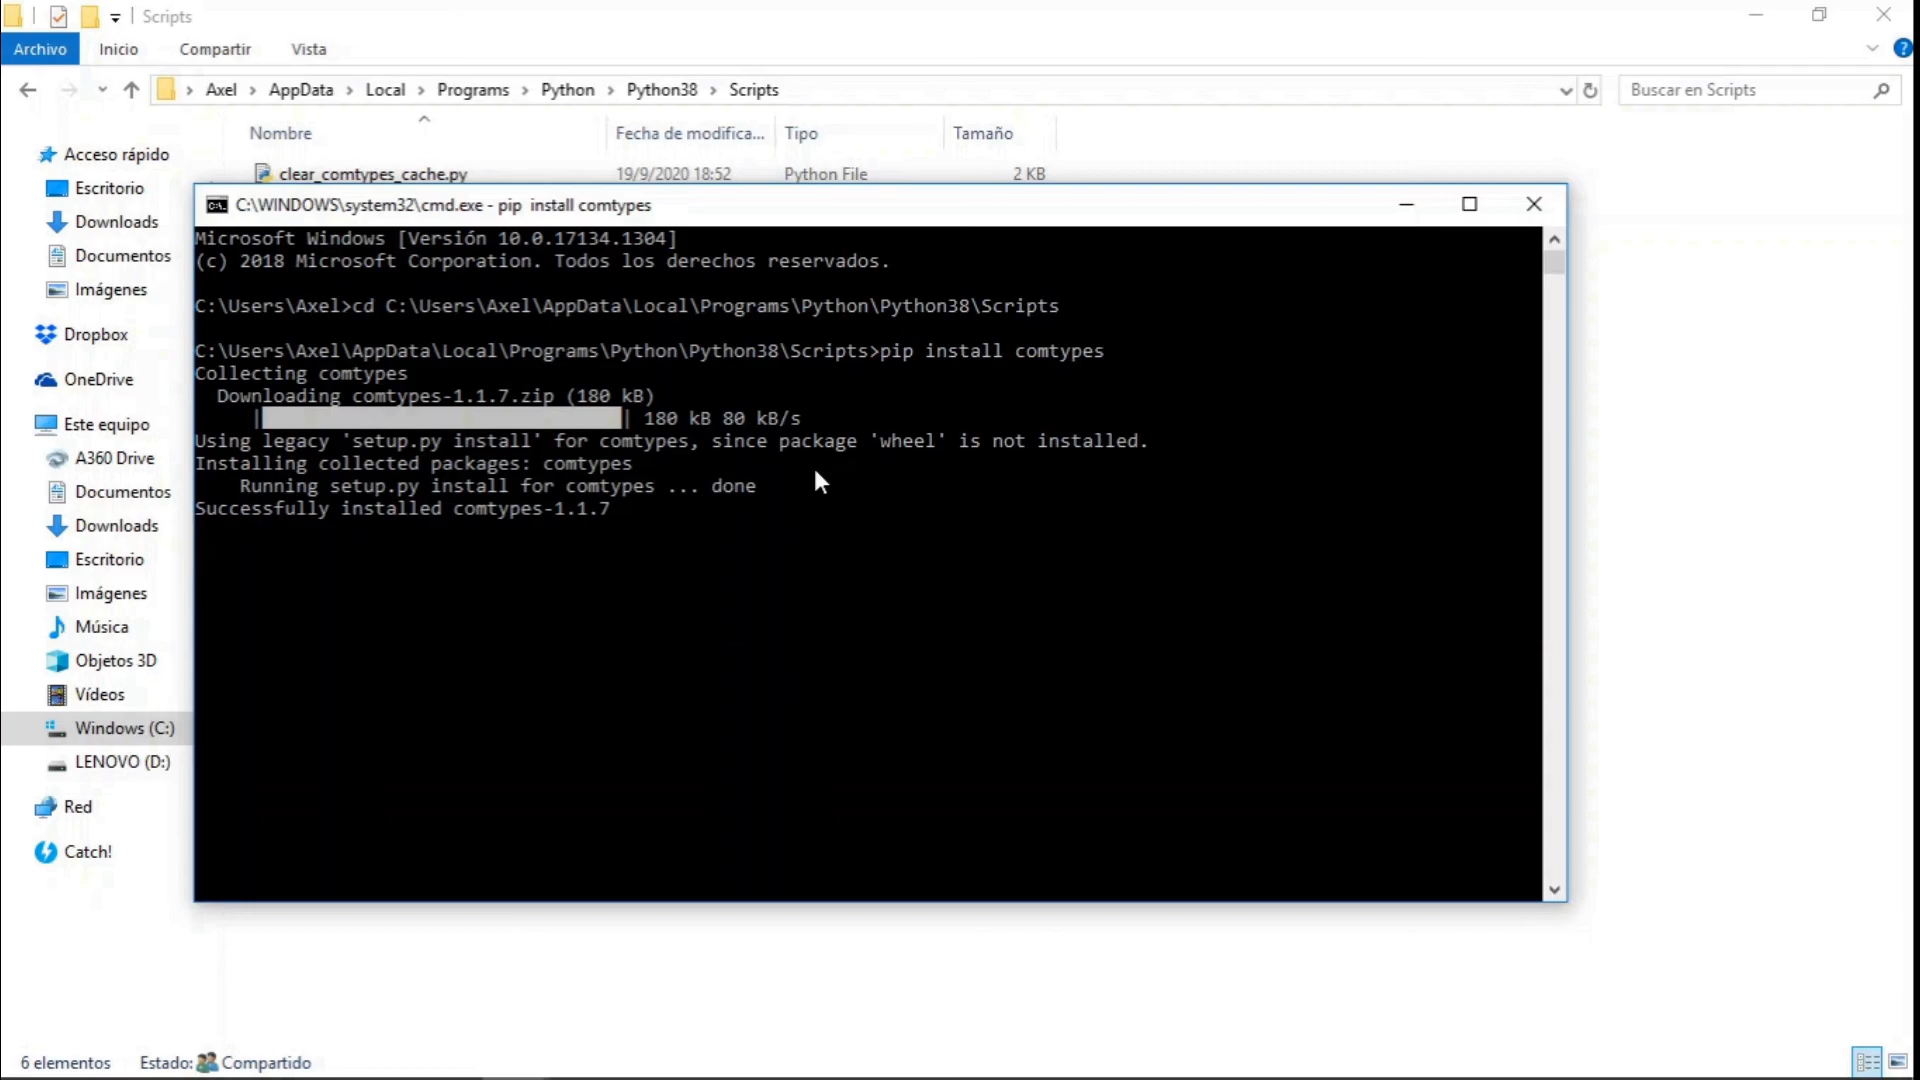 Scripts
Archivo Inicio Compartir Vista
Axel AppData Local Programs Python Python38 Scripts
Buscar en Scripts
Nombre Fecha de modifica... Tipo Tamaño
clear_comtypes_cache.py 19/9/2020 18:52 Python File 2 KB
Acceso rápido
Escritorio
Downloads
Documentos
Imágenes
Dropbox
OneDrive
Este equipo
A360 Drive
Documentos
Downloads
Escritorio
Imágenes
Música
Objetos 3D
Vídeos
Windows (C:)
LENOVO (D:)
Red
Catch!
C:\WINDOWS\system32\cmd.exe - pip  install comtypes
Microsoft Windows [Versión 10.0.17134.1304]
(c) 2018 Microsoft Corporation. Todos los derechos reservados.
C:\Users\Axel>cd C:\Users\Axel\AppData\Local\Programs\Python\Python38\Scripts
C:\Users\Axel\AppData\Local\Programs\Python\Python38\Scripts>pip install comtypes
Collecting comtypes
Downloading comtypes-1.1.7.zip (180 kB)
| | 180 kB 80 kB/s
Using legacy 'setup.py install' for comtypes, since package 'wheel' is not installed.
Installing collected packages: comtypes
Running setup.py install for comtypes ... done
Successfully installed comtypes-1.1.7
6 elementos Estado: Compartido